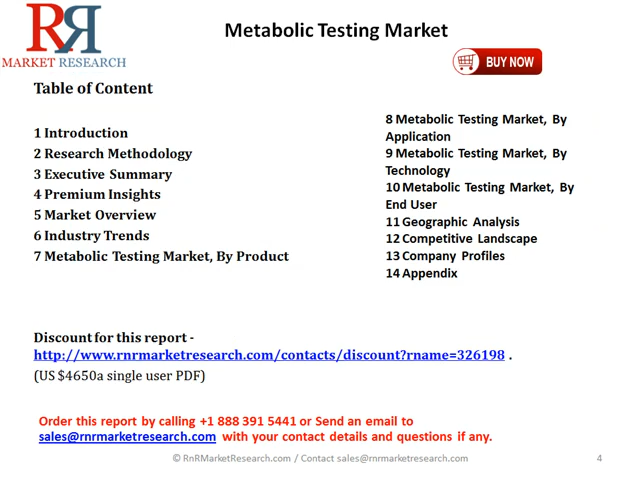 RR
MARKET RESEARCH
Metabolic Testing Market
BUY NOW
Table of Content
1 Introduction
2 Research Methodology
3 Executive Summary
4 Premium Insights
5 Market Overview
6 Industry Trends
7 Metabolic Testing Market, By Product
8 Metabolic Testing Market, By
Application
9 Metabolic Testing Market, By
Technology
10 Metabolic Testing Market, By
End User
11 Geographic Analysis
12 Competitive Landscape
13 Company Profiles
14 Appendix
Discount for this report -
http://www.rnrmarketresearch.com/contacts/discount?rname=326198 .
(US $4650a single user PDF)
Order this report by calling +1 888 391 5441 or Send an email to
sales@rnrmarketresearch.com with your contact details and questions if any.
© RnRMarketResearch.com / Contact sales@rnrmarketresearch.com
4